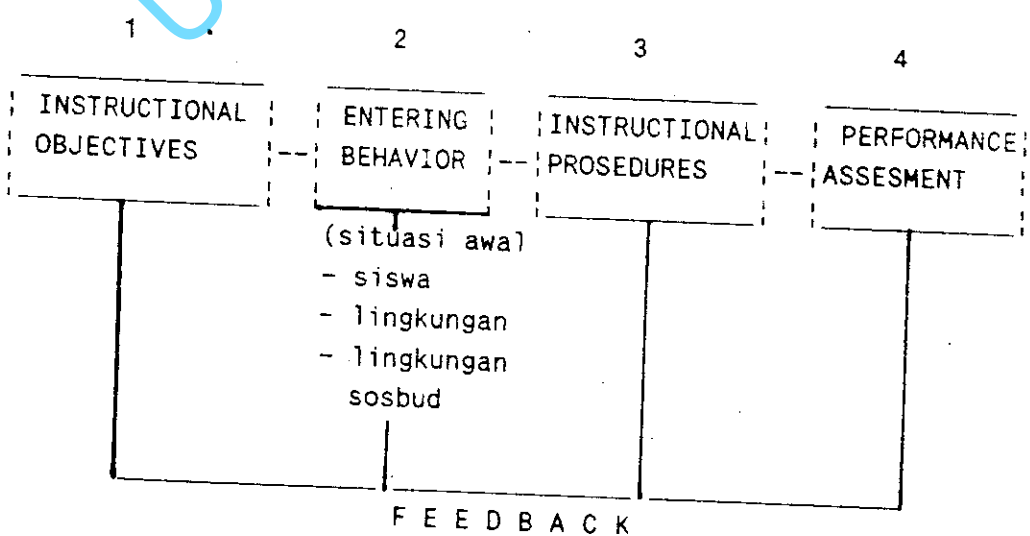 1 2 3 4
INSTRUCTIONAL OBJECTIVES
ENTERING BEHAVIOR
INSTRUCTIONAL PROSEDURES
PERFORMANCE ASSESMENT
(situasi awal
- siswa
- lingkungan
- lingkungan
sosbud
F E E D B A C K